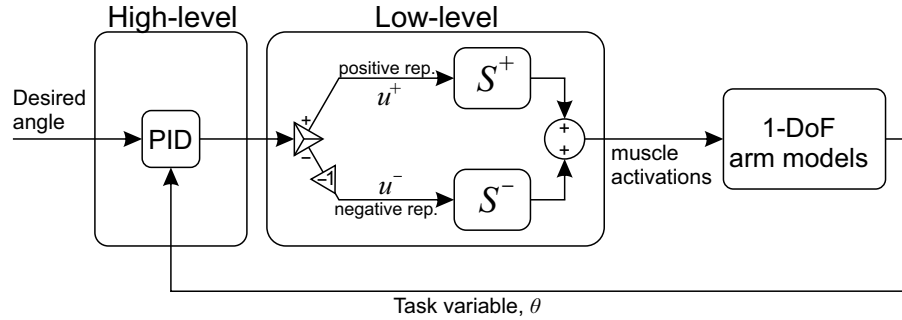 High-level
Low-level
Desired
angle
PID
+
−
−1
positive rep.
u⁺
u⁻
negative rep.
S⁺
S⁻
+
+
muscle
activations
1-DoF
arm models
Task variable, θ